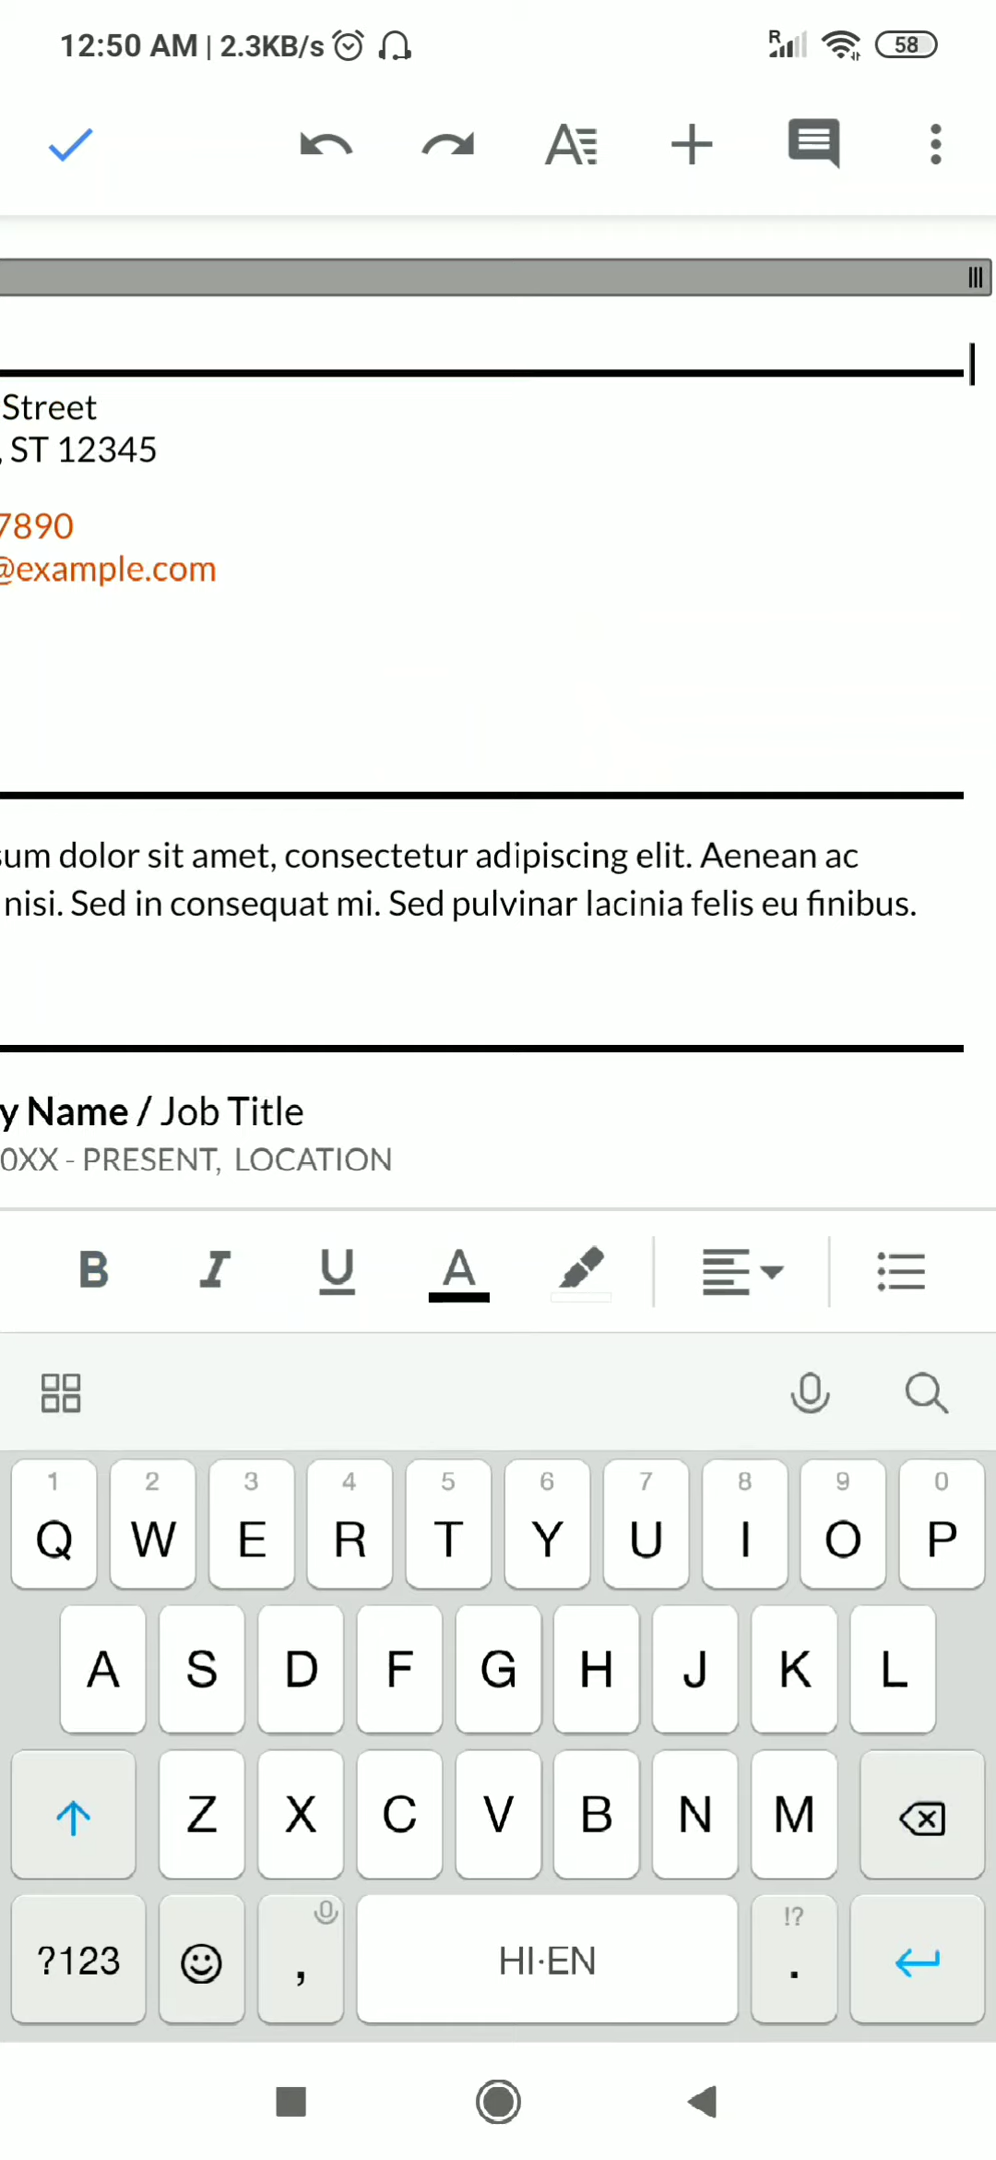 12:50 AM | 2.3KB/s
R
58
Street
, ST 12345
7890
@example.com
sum dolor sit amet, consectetur adipiscing elit. Aenean ac
nisi. Sed in consequat mi. Sed pulvinar lacinia felis eu finibus.
y Name / Job Title
0XX - PRESENT, LOCATION
B I U A
1 2 3 4 5 6 7 8 9 0
Q W E R T Y U I O P
A S D F G H J K L
Z X C V B N M
!?
?123 , HI·EN .